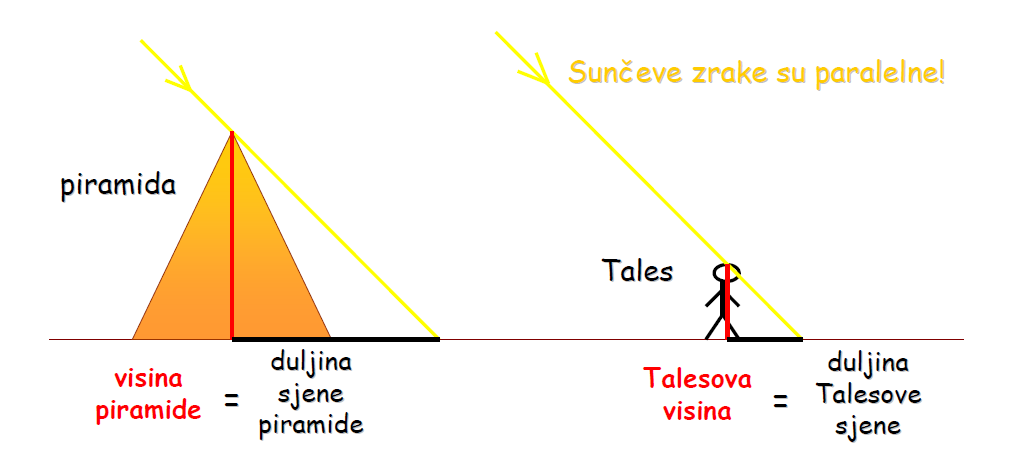 Sunčeve zrake su paralelne!
piramida
Tales
visina
piramide
=
duljina
sjene
piramide
Talesova
visina
=
duljina
Talesove
sjene